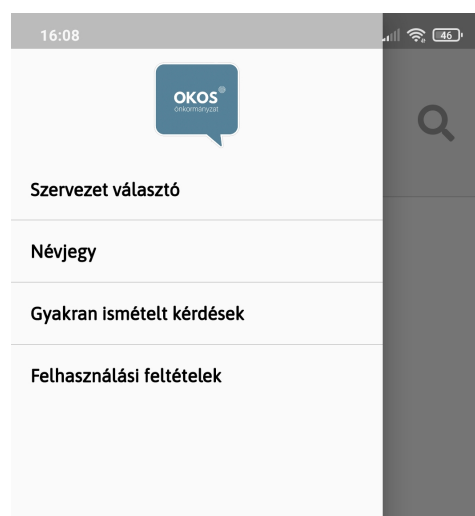 16:08
46
OKOS
önkormányzat
Szervezet választó
Névjegy
Gyakran ismételt kérdések
Felhasználási feltételek